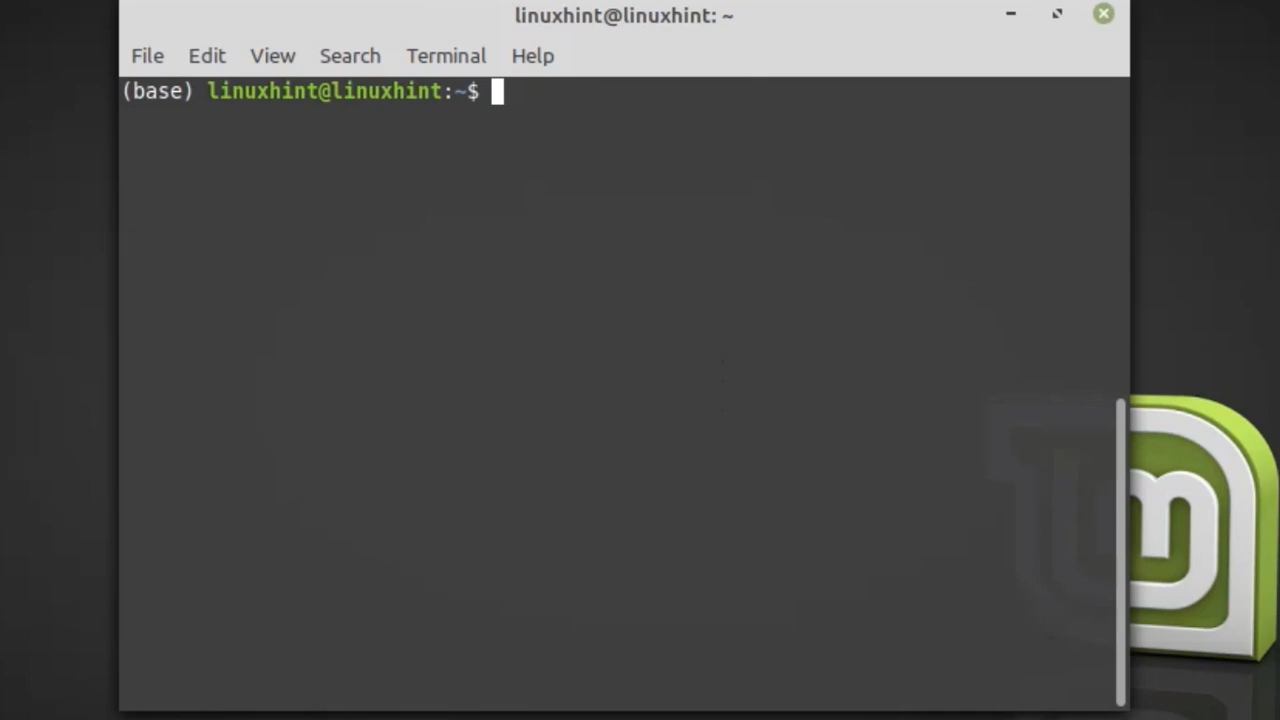 linuxhint@linuxhint: ~
File Edit View Search Terminal Help
(base) linuxhint@linuxhint:~$